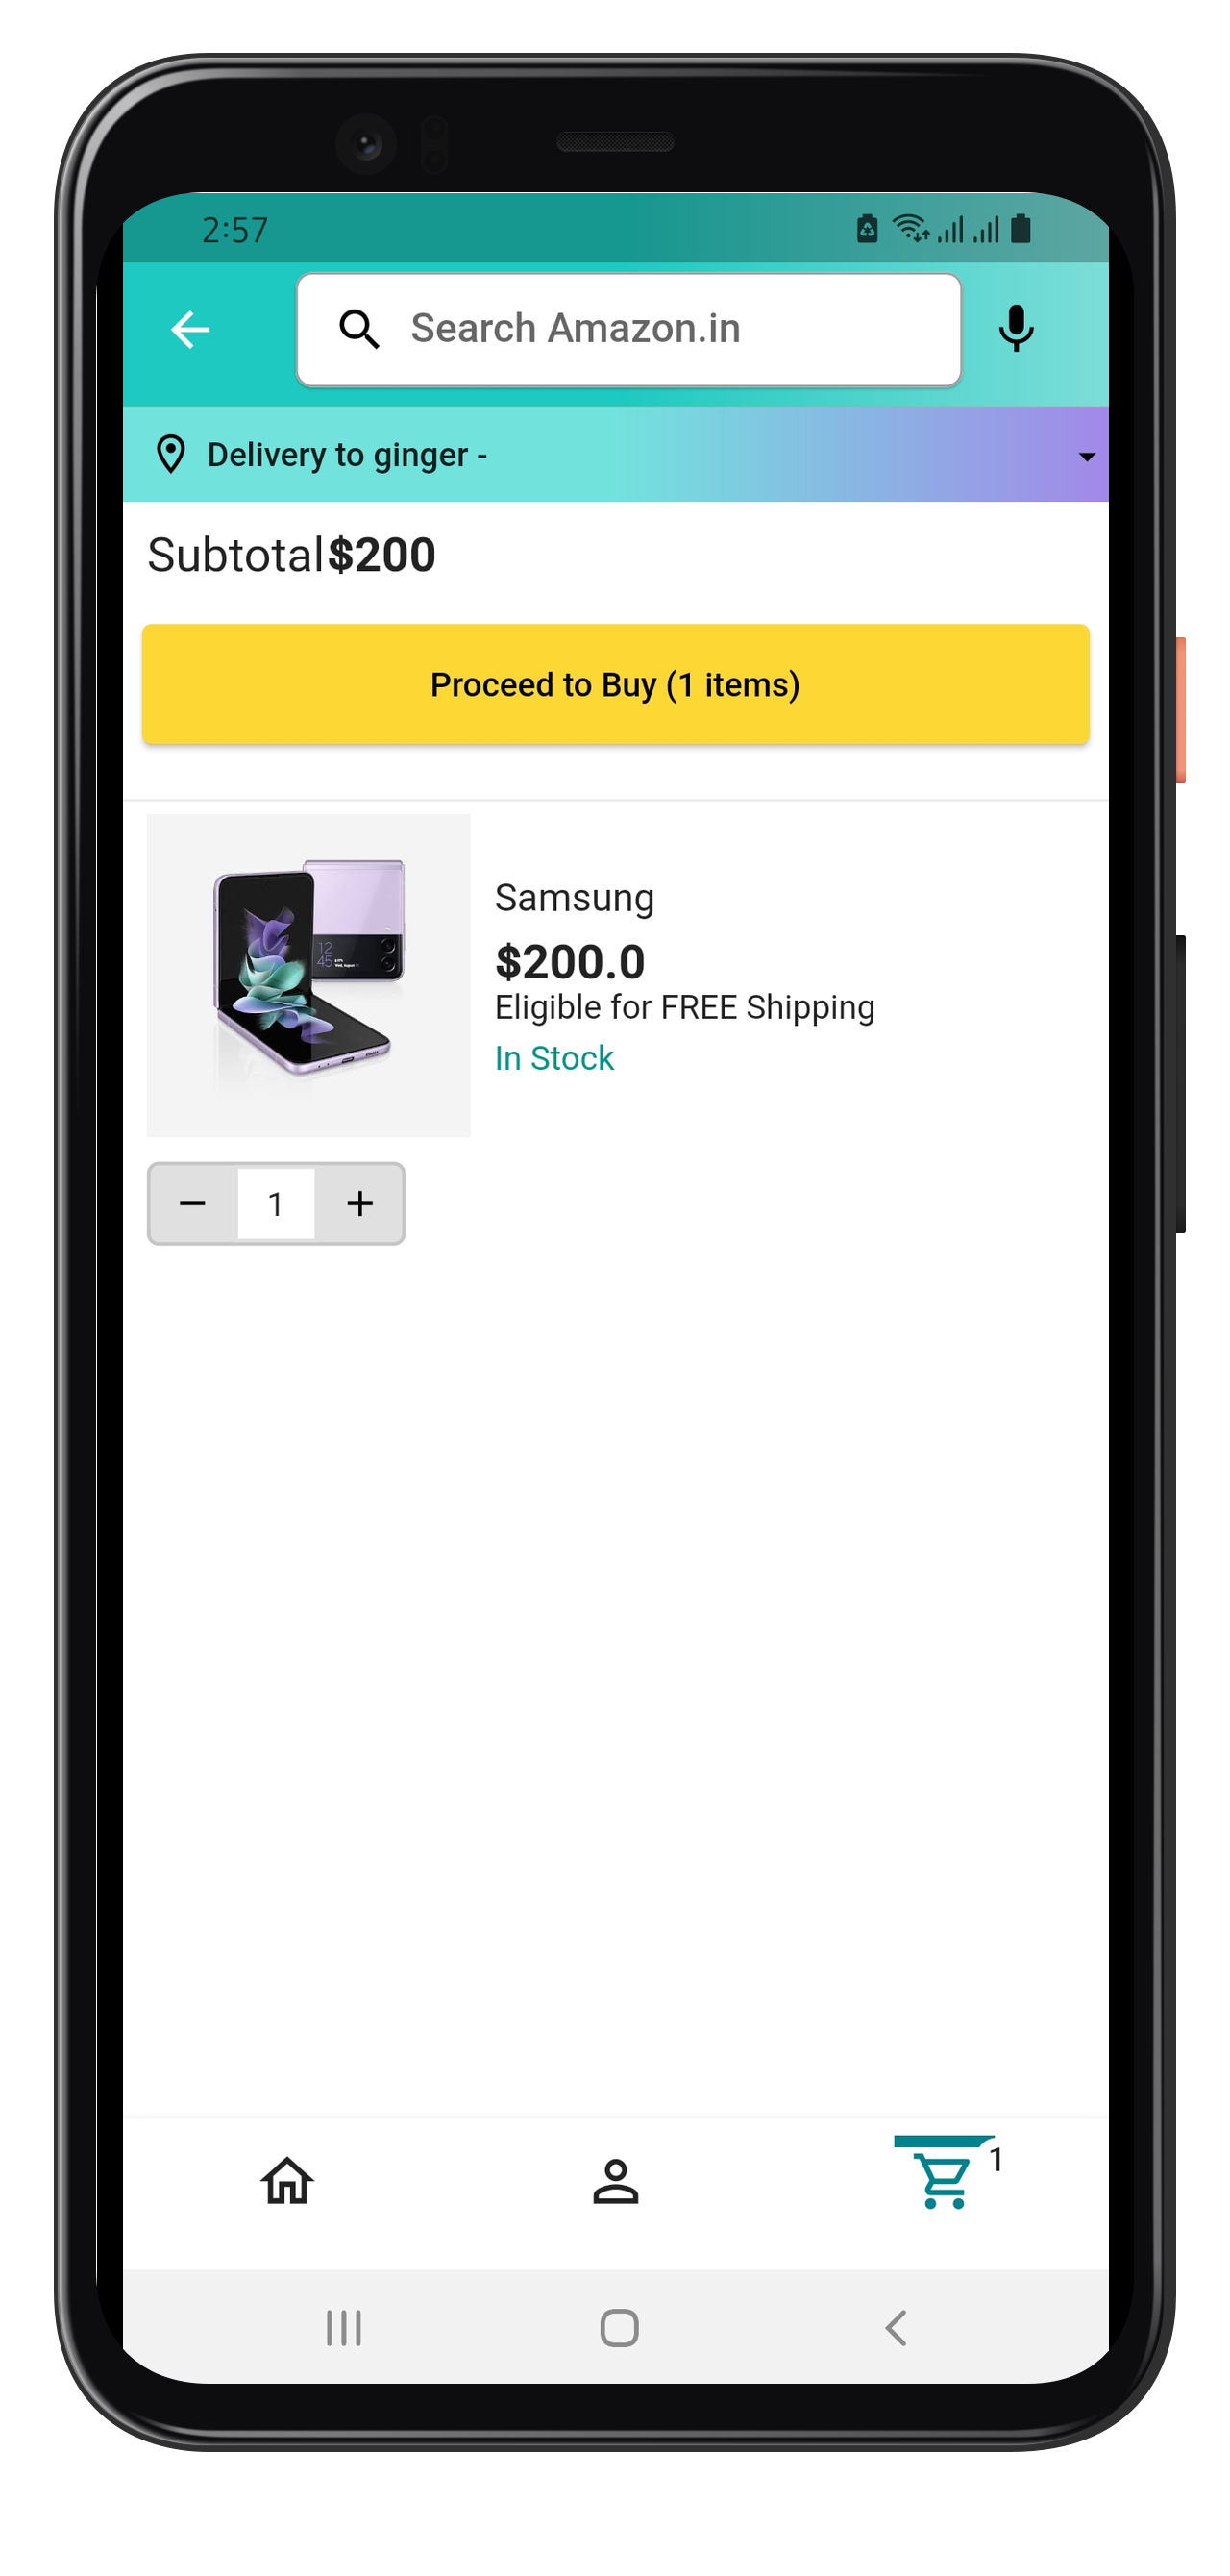 2:57
Search Amazon.in
Delivery to ginger -
Subtotal$200
Proceed to Buy (1 items)
Samsung
$200.0
Eligible for FREE Shipping
In Stock
12
45
1
1